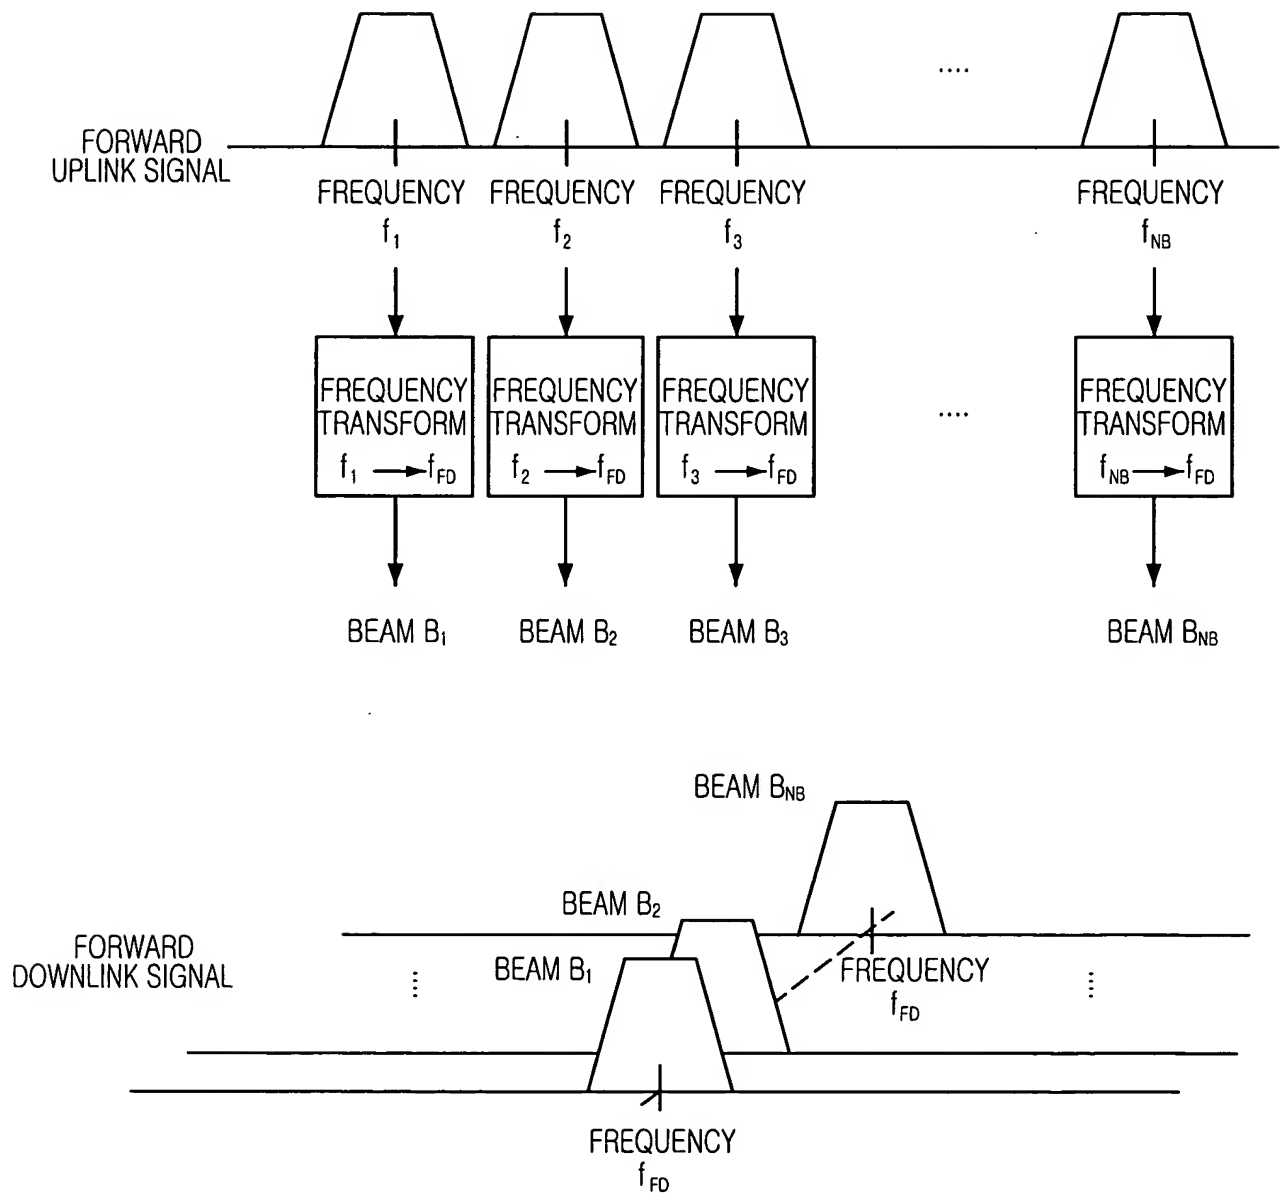 FORWARD
UPLINK SIGNAL
....
FREQUENCY FREQUENCY FREQUENCY FREQUENCY
f1 f2 f3 fNB
FREQUENCY TRANSFORM f1 → fFD
FREQUENCY TRANSFORM f2 → fFD
FREQUENCY TRANSFORM f3 → fFD
....
FREQUENCY TRANSFORM fNB → fFD
BEAM B1 BEAM B2 BEAM B3 BEAM BNB
BEAM BNB
BEAM B2
BEAM B1
FORWARD
DOWNLINK SIGNAL
FREQUENCY
fFD
FREQUENCY
fFD